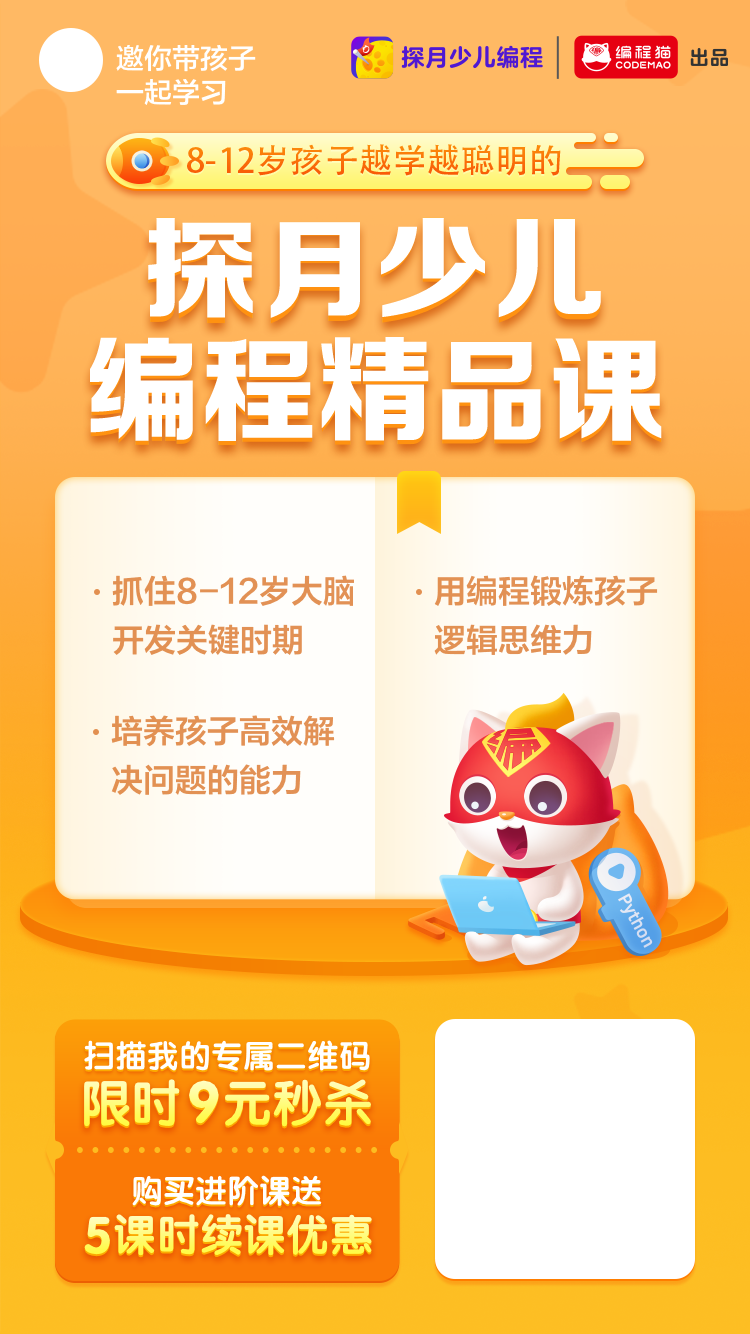 邀你带孩子
一起学习
探月少儿编程
编程猫
CODEMAO
出品
8-12岁孩子越学越聪明的
探月少儿
编程精品课
· 抓住8-12岁大脑
开发关键时期
· 培养孩子高效解
决问题的能力
· 用编程锻炼孩子
逻辑思维力
Python
扫描我的专属二维码
限时9元秒杀
购买进阶课送
5课时续课优惠